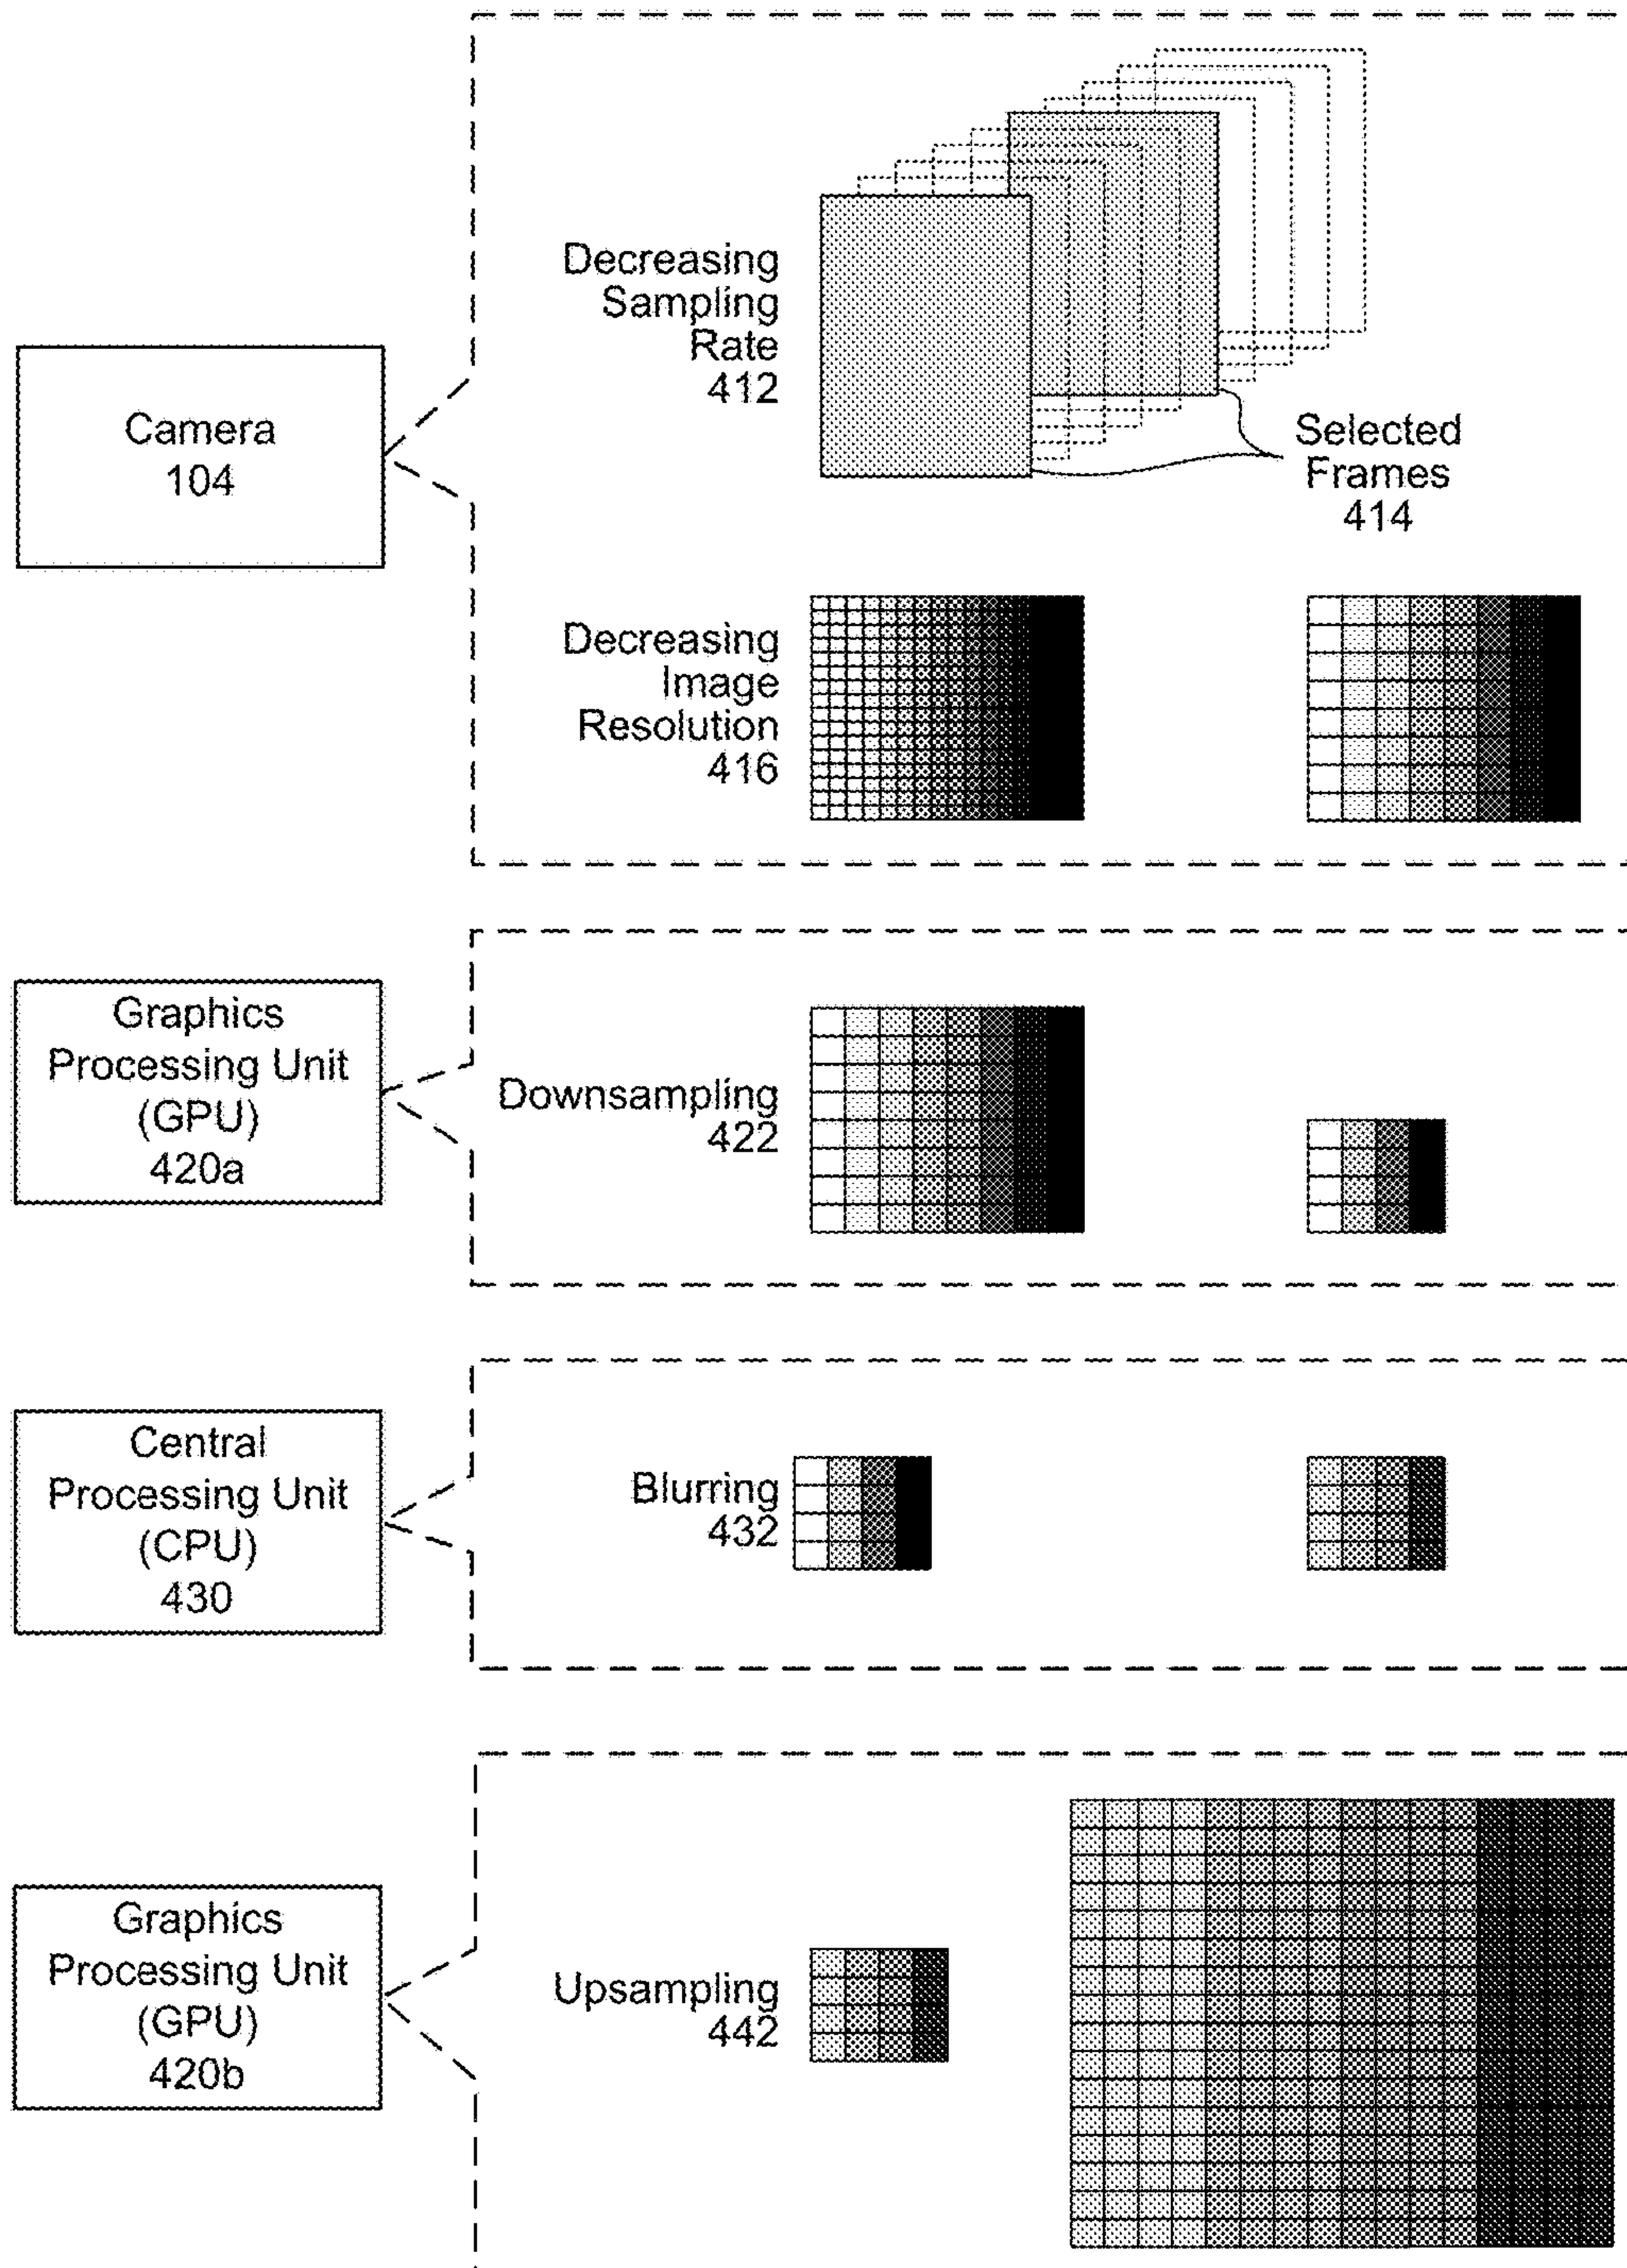 Camera
104
Decreasing
Sampling
Rate
412
Selected
Frames
414
Decreasing
Image
Resolution
416
Graphics
Processing Unit
(GPU)
420a
Downsampling
422
Central
Processing Unit
(CPU)
430
Blurring
432
Graphics
Processing Unit
(GPU)
420b
Upsampling
442